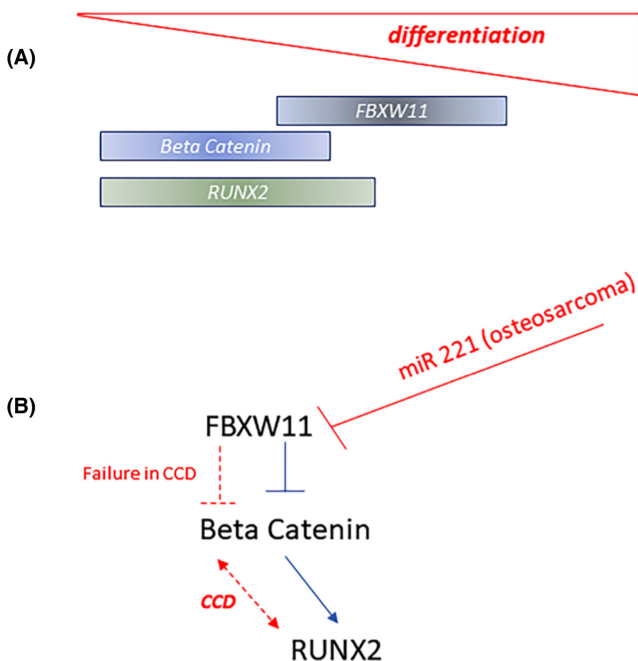 differentiation
(A)
FBXW11
Beta Catenin
RUNX2
miR 221 (osteosarcoma)
(B)
FBXW11
Failure in CCD
Beta Catenin
CCD
RUNX2